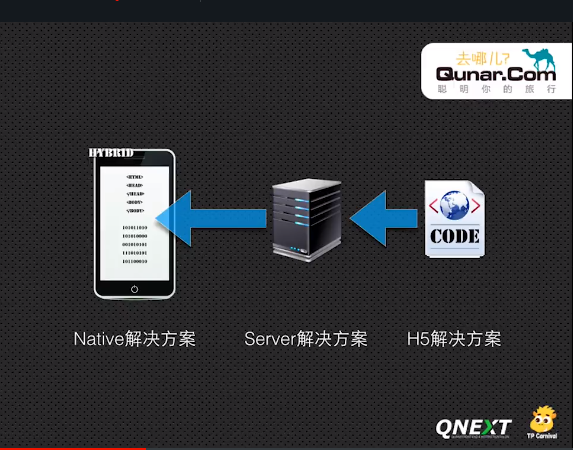 去哪儿?
Qunar.Com
聪明你的旅行
HYBRID
<HTML>
<HEAD>
</HEAD>
<BODY>
</BODY>
101011010
101010000
001010101
111010101
101100010
< >
CODE
Native解决方案
Server解决方案
H5解决方案
QNEXT
TP Carnival